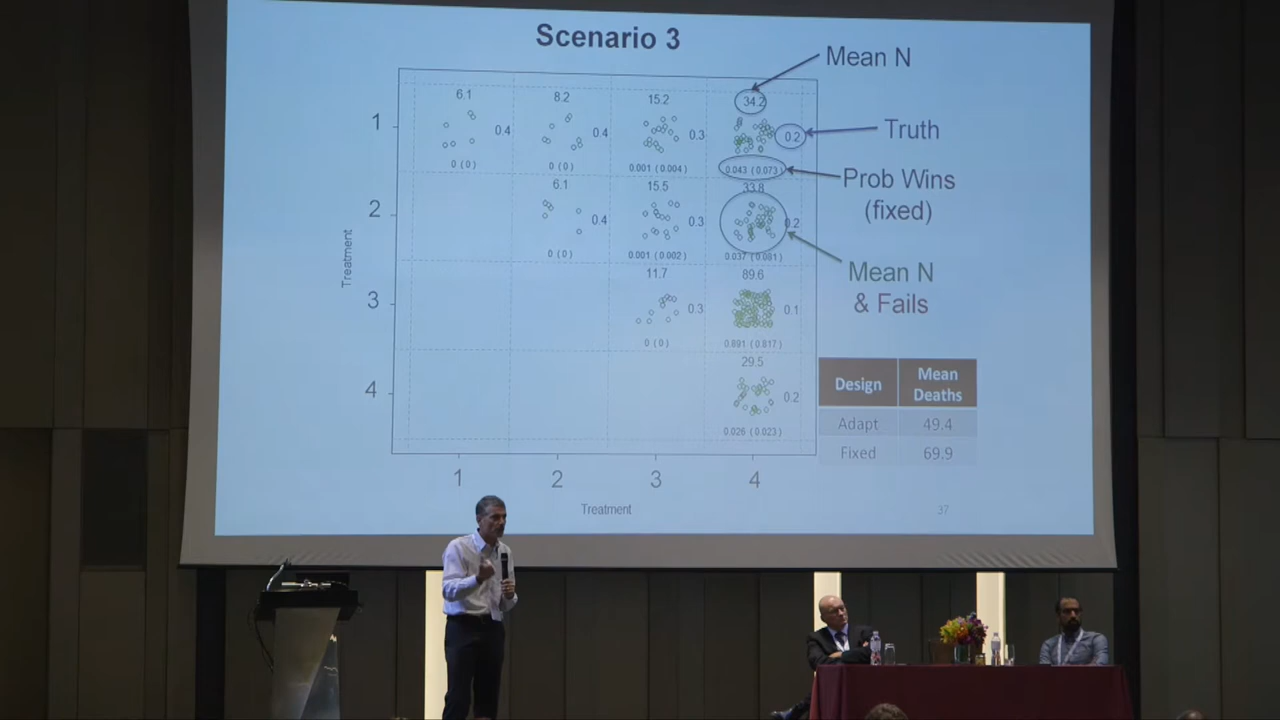 Scenario 3
Mean N
6.1 8.2 15.2 34.2
1 0.4 0.4 0.3 0.2 Truth
0 ( 0 ) 0 ( 0 ) 0.001 ( 0.004 ) 0.043 ( 0.073 )
Prob Wins
(fixed)
6.1 15.5 33.8
2 0.4 0.3 0.2
0 ( 0 ) 0.001 ( 0.002 ) 0.037 ( 0.081 )
Mean N
& Fails
Treatment
11.7 89.6
3 0.3 0.1
0 ( 0 ) 0.891 ( 0.817 )
29.5
4 0.2
0.026 ( 0.023 )
Design Mean Deaths
Adapt 49.4
Fixed 69.9
1 2 3 4
Treatment
37